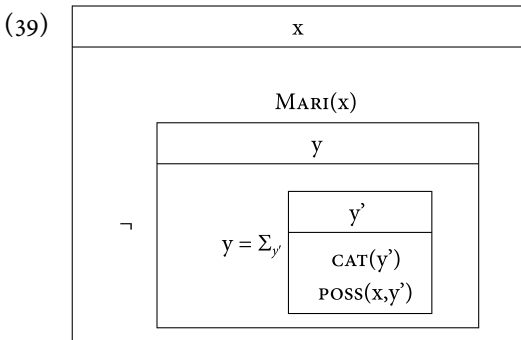 (39)
x
Mari(x)
y
¬
y = Σy’
y’
cat(y’)
poss(x,y’)